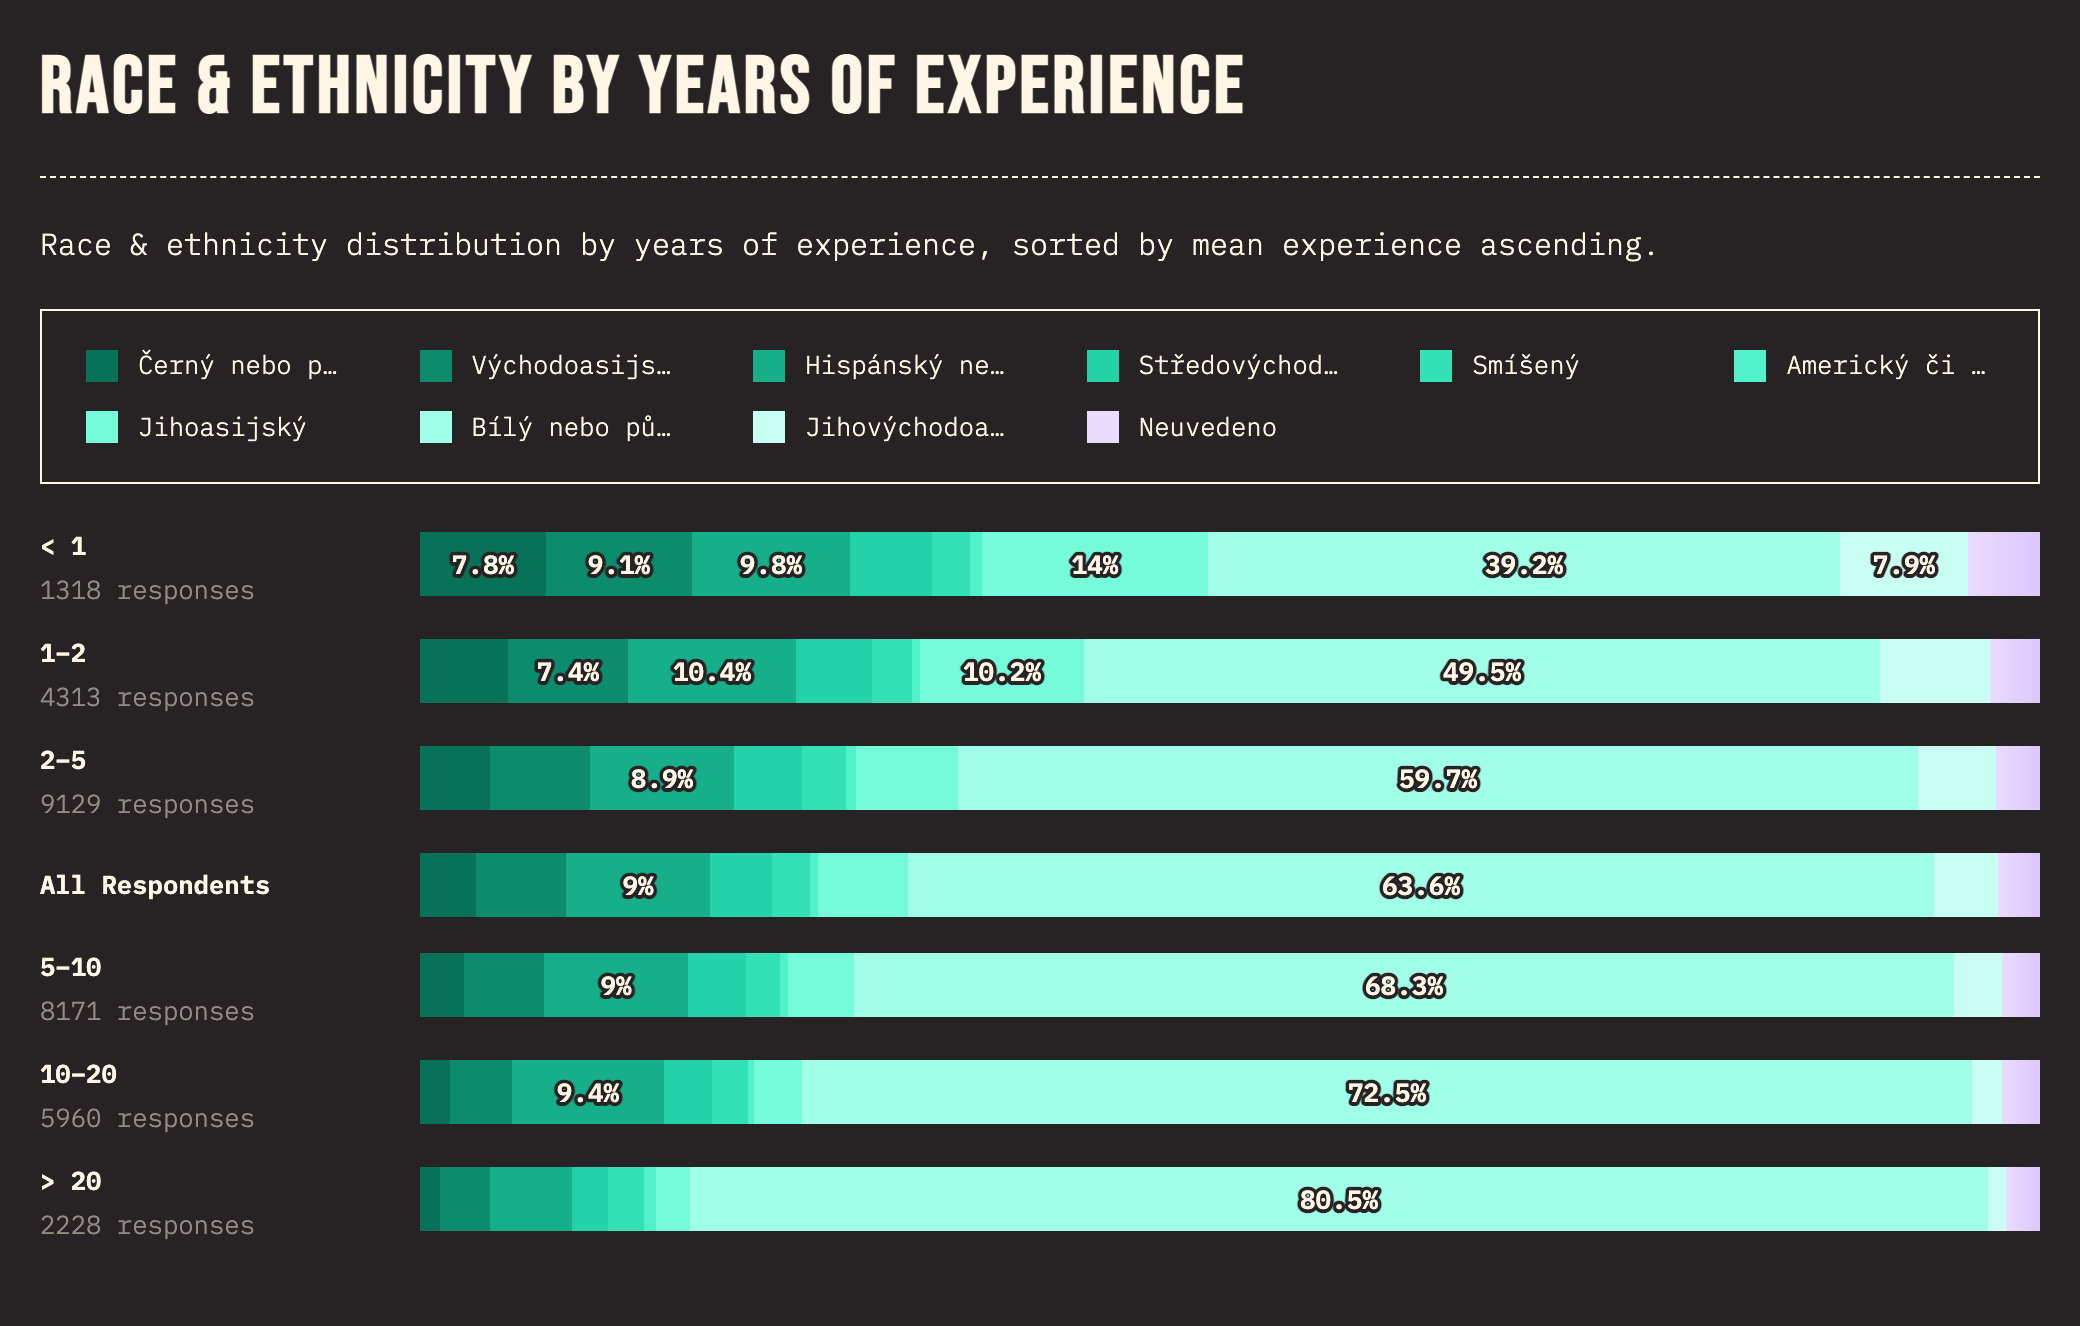 RACE & ETHNICITY BY YEARS OF EXPERIENCE
Race & ethnicity distribution by years of experience, sorted by mean experience ascending.
Černý nebo p… Východoasijs… Hispánský ne… Středovýchod… Smíšený Americký či …
Jihoasijský Bílý nebo pů… Jihovýchodoa… Neuvedeno
< 1
7.8% 9.1% 9.8% 14% 39.2% 7.9%
1318 responses
1–2
7.4% 10.4% 10.2% 49.5%
4313 responses
2–5
8.9% 59.7%
9129 responses
All Respondents 9% 63.6%
5–10
9% 68.3%
8171 responses
10–20
9.4% 72.5%
5960 responses
> 20
80.5%
2228 responses